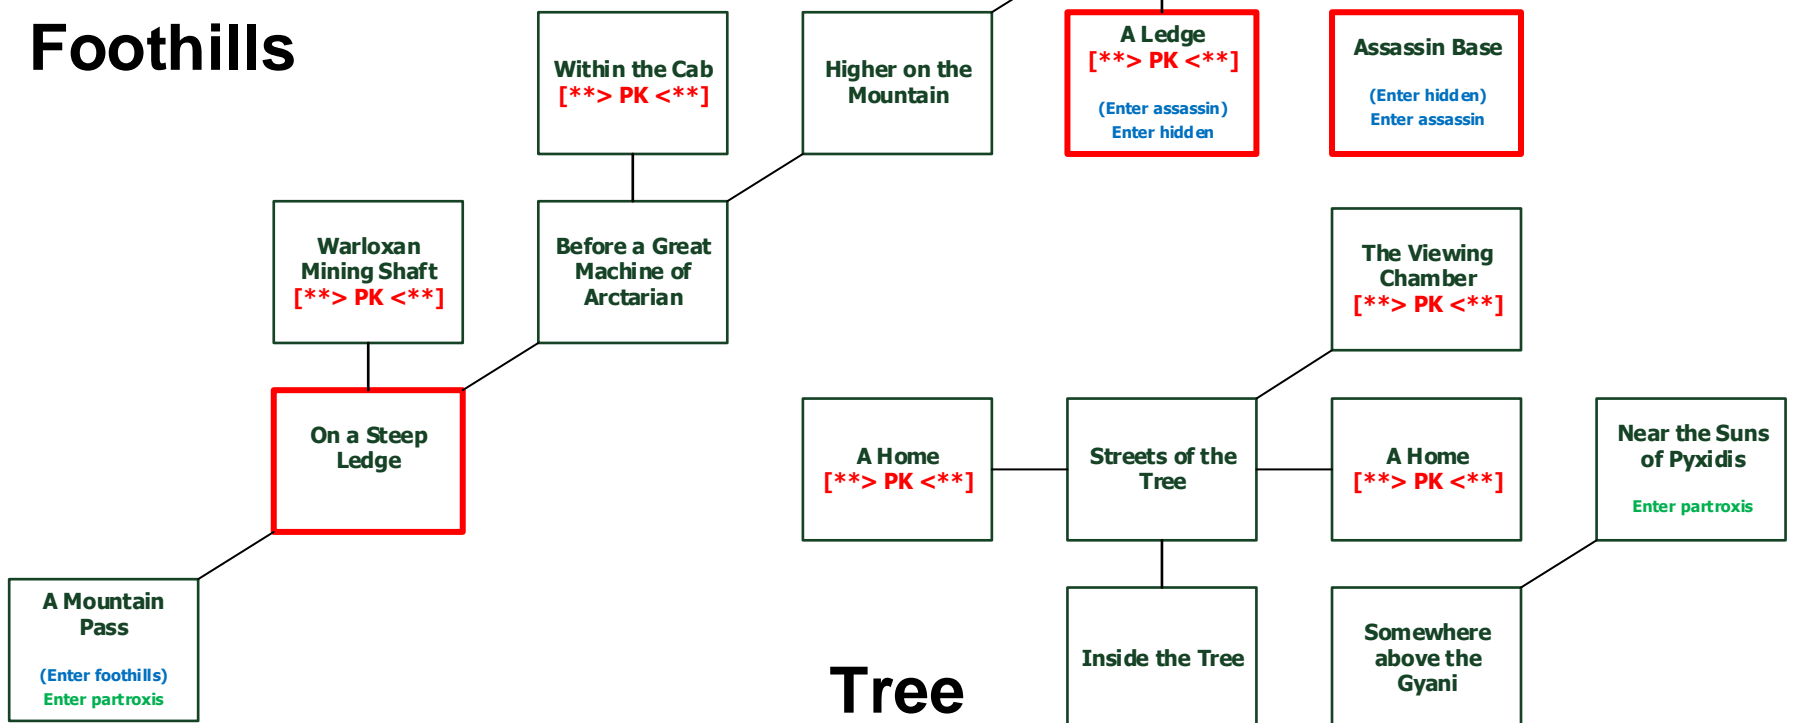 Foothills
Within the Cab
[**> PK <**]
Higher on the
Mountain
A Ledge
[**> PK <**]
(Enter assassin)
Enter hidden
Assassin Base
(Enter hidden)
Enter assassin
Warloxan
Mining Shaft
[**> PK <**]
Before a Great
Machine of
Arctarian
The Viewing
Chamber
[**> PK <**]
On a Steep
Ledge
A Home
[**> PK <**]
Streets of the
Tree
A Home
[**> PK <**]
Near the Suns
of Pyxidis
Enter partroxis
A Mountain
Pass
(Enter foothills)
Enter partroxis
Tree
Inside the Tree
Somewhere
above the
Gyani